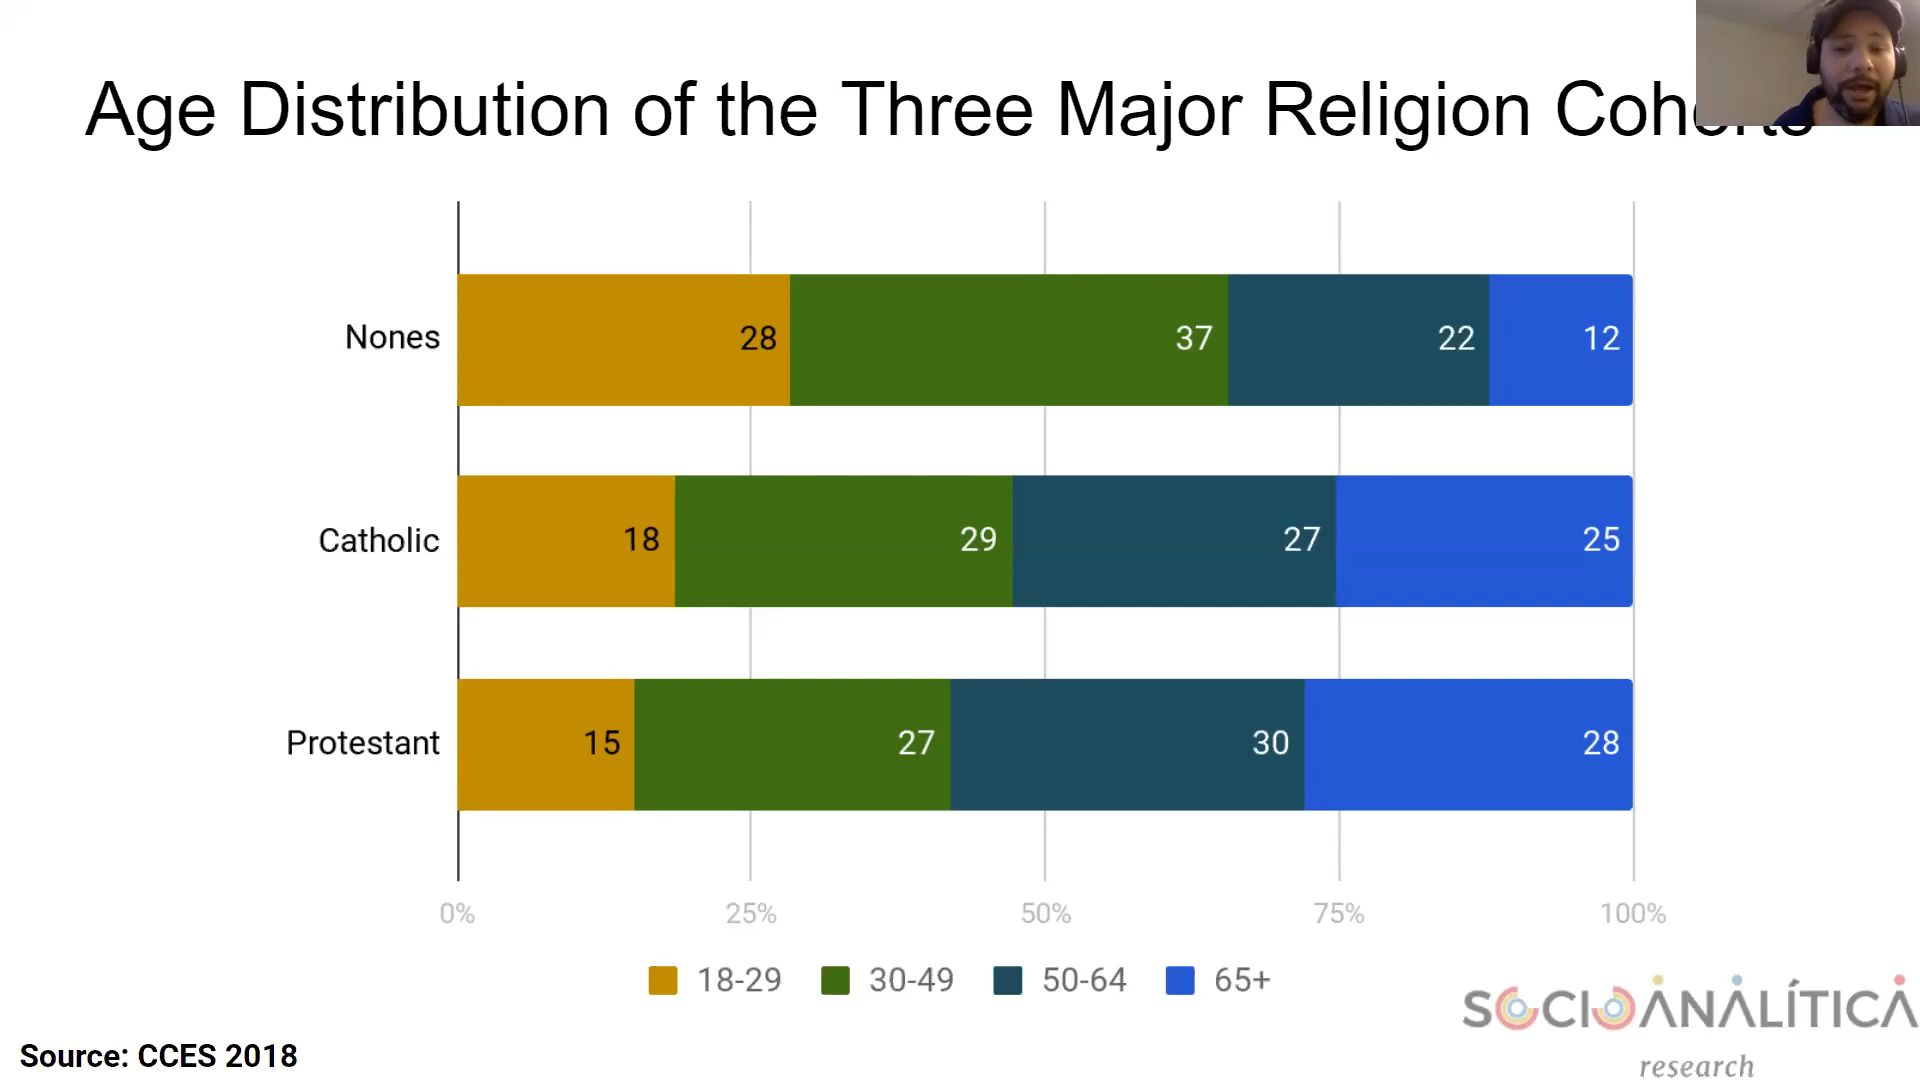 Age Distribution of the Three Major Religion Cohorts
Nones 28 37 22 12
Catholic 18 29 27 25
Protestant 15 27 30 28
0% 25% 50% 75% 100%
18-29 30-49 50-64 65+
SOCIOANALÍTICA
research
Source: CCES 2018